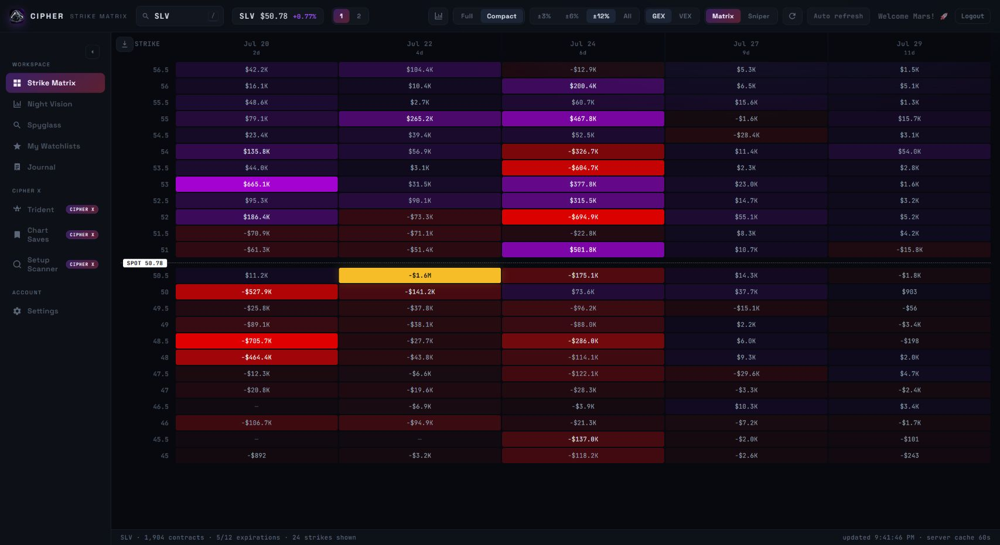 CIPHER STRIKE MATRIX SLV / SLV $50.78 +0.77% 1 2 Full Compact ±3% ±6% ±12% All GEX VEX Matrix Sniper Auto refresh Welcome Mars! 🚀 Logout
WORKSPACE
Strike Matrix
Night Vision
Spyglass
My Watchlists
Journal
CIPHER X
Trident CIPHER X
Chart Saves CIPHER X
Setup Scanner CIPHER X
ACCOUNT
Settings
STRIKE Jul 20 Jul 22 Jul 24 Jul 27 Jul 29
2d 4d 6d 9d 11d
56.5 $42.2K $104.4K -$12.9K $5.3K $1.5K
56 $16.1K $10.4K $200.4K $6.5K $5.1K
55.5 $48.6K $2.7K $60.7K $15.6K $1.3K
55 $79.1K $265.2K $467.8K -$1.6K $15.7K
54.5 $23.4K $39.4K $52.5K -$28.4K $3.1K
54 $135.8K $56.9K -$326.7K $11.4K $54.0K
53.5 $44.0K $3.1K -$604.7K $2.3K $2.8K
53 $665.1K $31.5K $377.8K $23.0K $1.6K
52.5 $95.3K $90.1K $315.5K $14.7K $3.2K
52 $186.4K -$73.3K -$694.9K $55.1K $5.2K
51.5 -$70.9K -$71.1K -$22.8K $8.3K $4.2K
51 -$61.3K -$51.4K $501.8K $10.7K -$15.8K
SPOT 50.78
50.5 $11.2K -$1.6M -$175.1K $14.3K -$1.8K
50 -$527.9K -$141.2K $73.6K $37.7K $903
49.5 -$25.8K -$37.8K -$96.2K -$15.1K -$56
49 -$89.1K -$38.1K -$88.0K $2.2K -$3.4K
48.5 -$705.7K -$27.7K -$286.0K $6.0K -$198
48 -$464.4K -$43.8K -$114.1K $9.3K $2.0K
47.5 -$12.3K -$6.6K -$122.1K -$29.6K $4.7K
47 -$20.8K -$19.6K -$28.3K -$3.3K -$2.4K
46.5 — -$6.9K -$3.9K $10.3K $3.4K
46 -$106.7K -$94.9K -$21.3K -$7.2K -$1.7K
45.5 — — -$137.0K -$2.0K -$101
45 -$892 -$3.2K -$118.2K -$2.6K -$243
SLV · 1,904 contracts · 5/12 expirations · 24 strikes shown updated 9:41:46 PM · server cache 60s